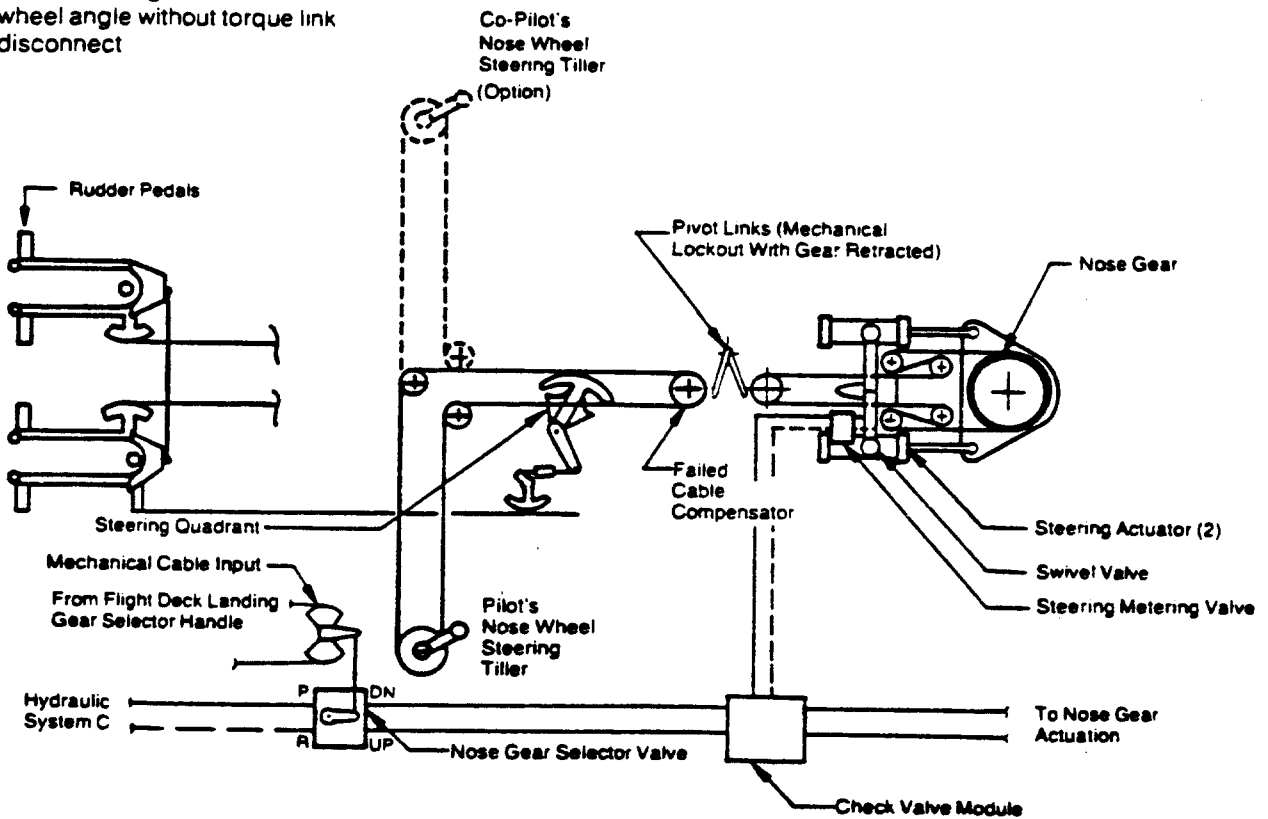 wheel angle without torque link
disconnect
Co-Pilot's
Nose Wheel
Steering Tiller
(Option)
Rudder Pedals
Pivot Links (Mechanical
Lockout With Gear Retracted)
Nose Gear
Failed
Cable
Compensator
Steering Quadrant
Steering Actuator (2)
Mechanical Cable Input
Swivel Valve
From Flight Deck Landing
Gear Selector Handle
Steering Metering Valve
Pilot's
Nose Wheel
Steering
Tiller
Hydraulic
System C
P
DN
R
UP
To Nose Gear
Actuation
Nose Gear Selector Valve
Check Valve Module